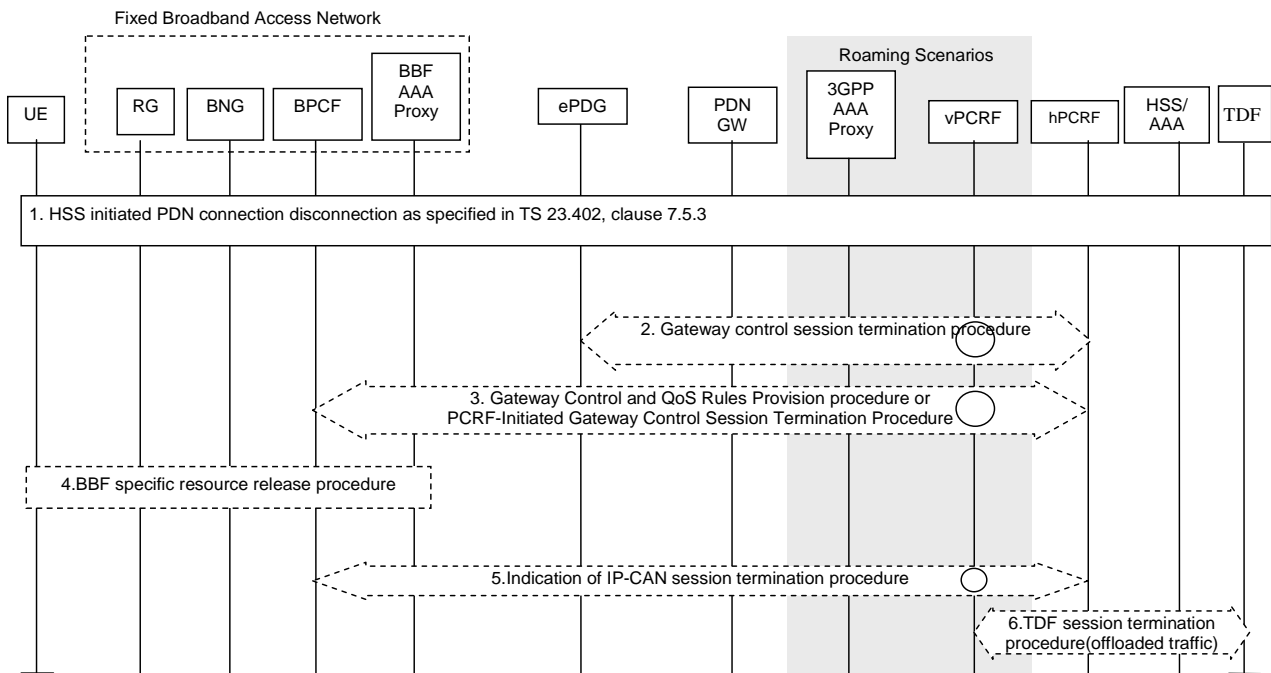 Fixed Broadband Access Network
Roaming Scenarios
UE
RG
BNG
BPCF
BBF
AAA
Proxy
ePDG
PDN
GW
3GPP
AAA
Proxy
vPCRF
hPCRF
HSS/
AAA
TDF
1. HSS initiated PDN connection disconnection as specified in TS 23.402, clause 7.5.3
2. Gateway control session termination procedure
3. Gateway Control and QoS Rules Provision procedure or
PCRF-Initiated Gateway Control Session Termination Procedure
4.BBF specific resource release procedure
5.Indication of IP-CAN session termination procedure
6.TDF session termination
procedure(offloaded traffic)